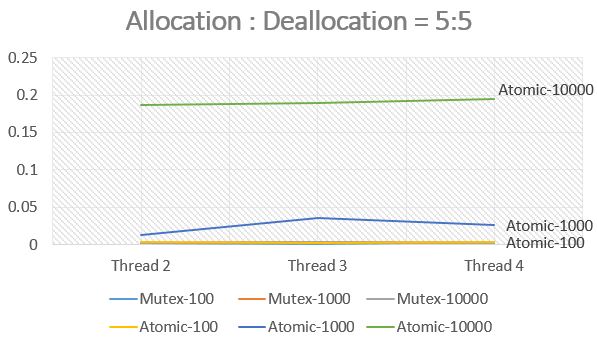 Allocation : Deallocation = 5:5
0.25
0.2
0.15
0.1
0.05
0
Atomic-10000
Atomic-1000
Atomic-100
Thread 2 Thread 3 Thread 4
Mutex-100 Mutex-1000 Mutex-10000
Atomic-100 Atomic-1000 Atomic-10000